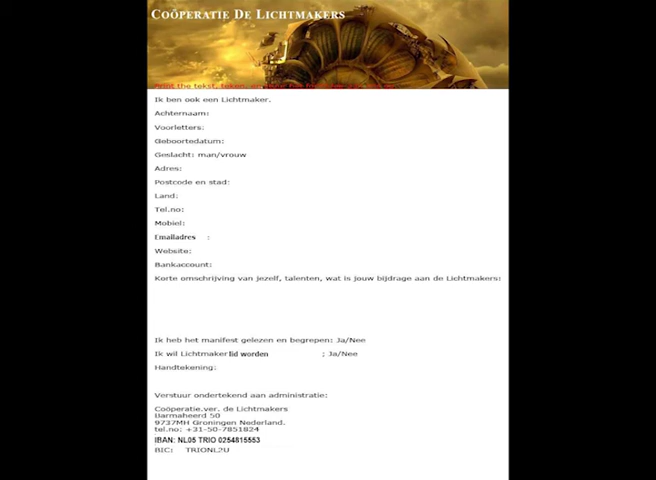 COÖPERATIE DE LICHTMAKERS
Print the tekst, teken,
Ik ben ook een Lichtmaker.
Achternaam:
Voorletters:
Geboortedatum:
Geslacht: man/vrouw
Adres:
Postcode en stad:
Land:
Tel.no:
Mobiel:
Emailadres :
Website:
Bankaccount:
Korte omschrijving van jezelf, talenten, wat is jouw bijdrage aan de Lichtmakers:
Ik heb het manifest gelezen en begrepen: Ja/Nee
Ik wil Lichtmaker lid worden ; Ja/Nee
Handtekening:
Verstuur ondertekend aan administratie:
Coöperatie.ver. de Lichtmakers
Barmaheerd 50
9737MH Groningen Nederland.
tel.no: +31-50-7851824
IBAN: NL05 TRIO 0254815553
BIC: TRIONL2U